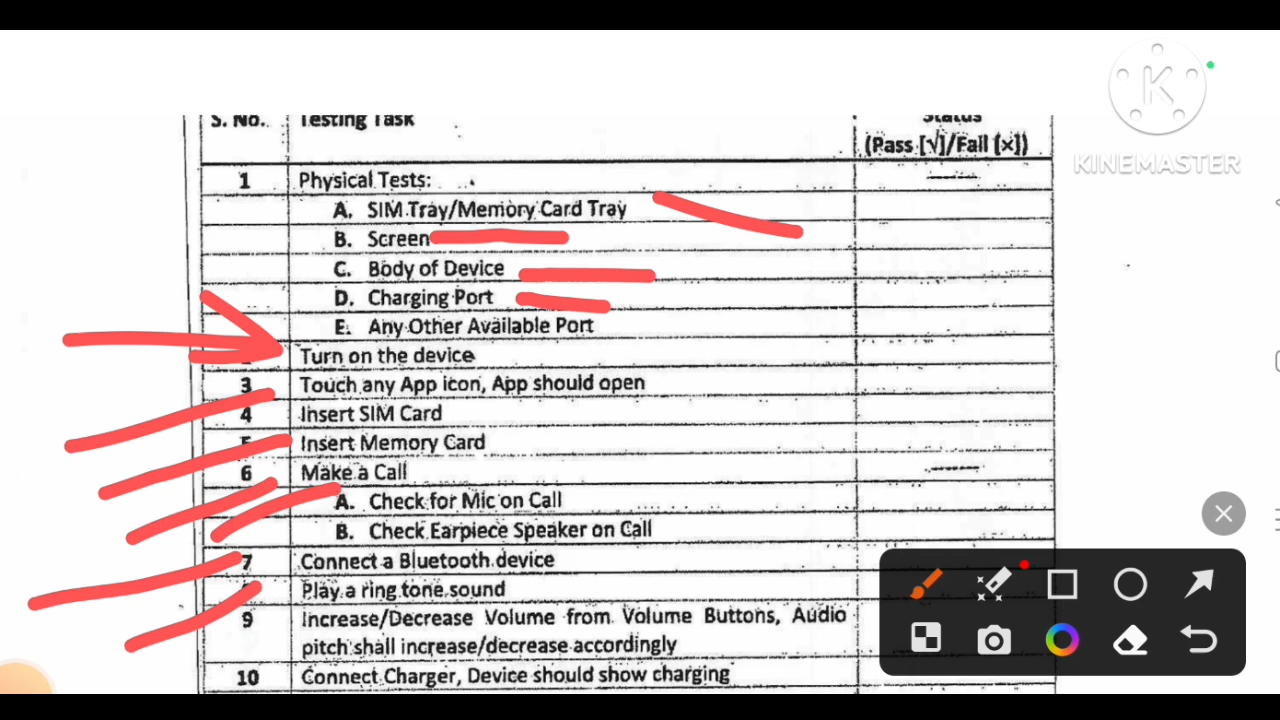 S. No. Testing Task Status
(Pass [√]/Fail [×])
KINEMASTER
1 Physical Tests:
A. SIM Tray/Memory Card Tray
B. Screen
C. Body of Device
D. Charging Port
E. Any Other Available Port
Turn on the device
3 Touch any App icon, App should open
4 Insert SIM Card
5 Insert Memory Card
6 Make a Call
A. Check for Mic on Call
B. Check Earpiece Speaker on Call
7 Connect a Bluetooth device
Play a ring tone sound
9 Increase/Decrease Volume from Volume Buttons, Audio
pitch shall increase/decrease accordingly
10 Connect Charger, Device should show charging